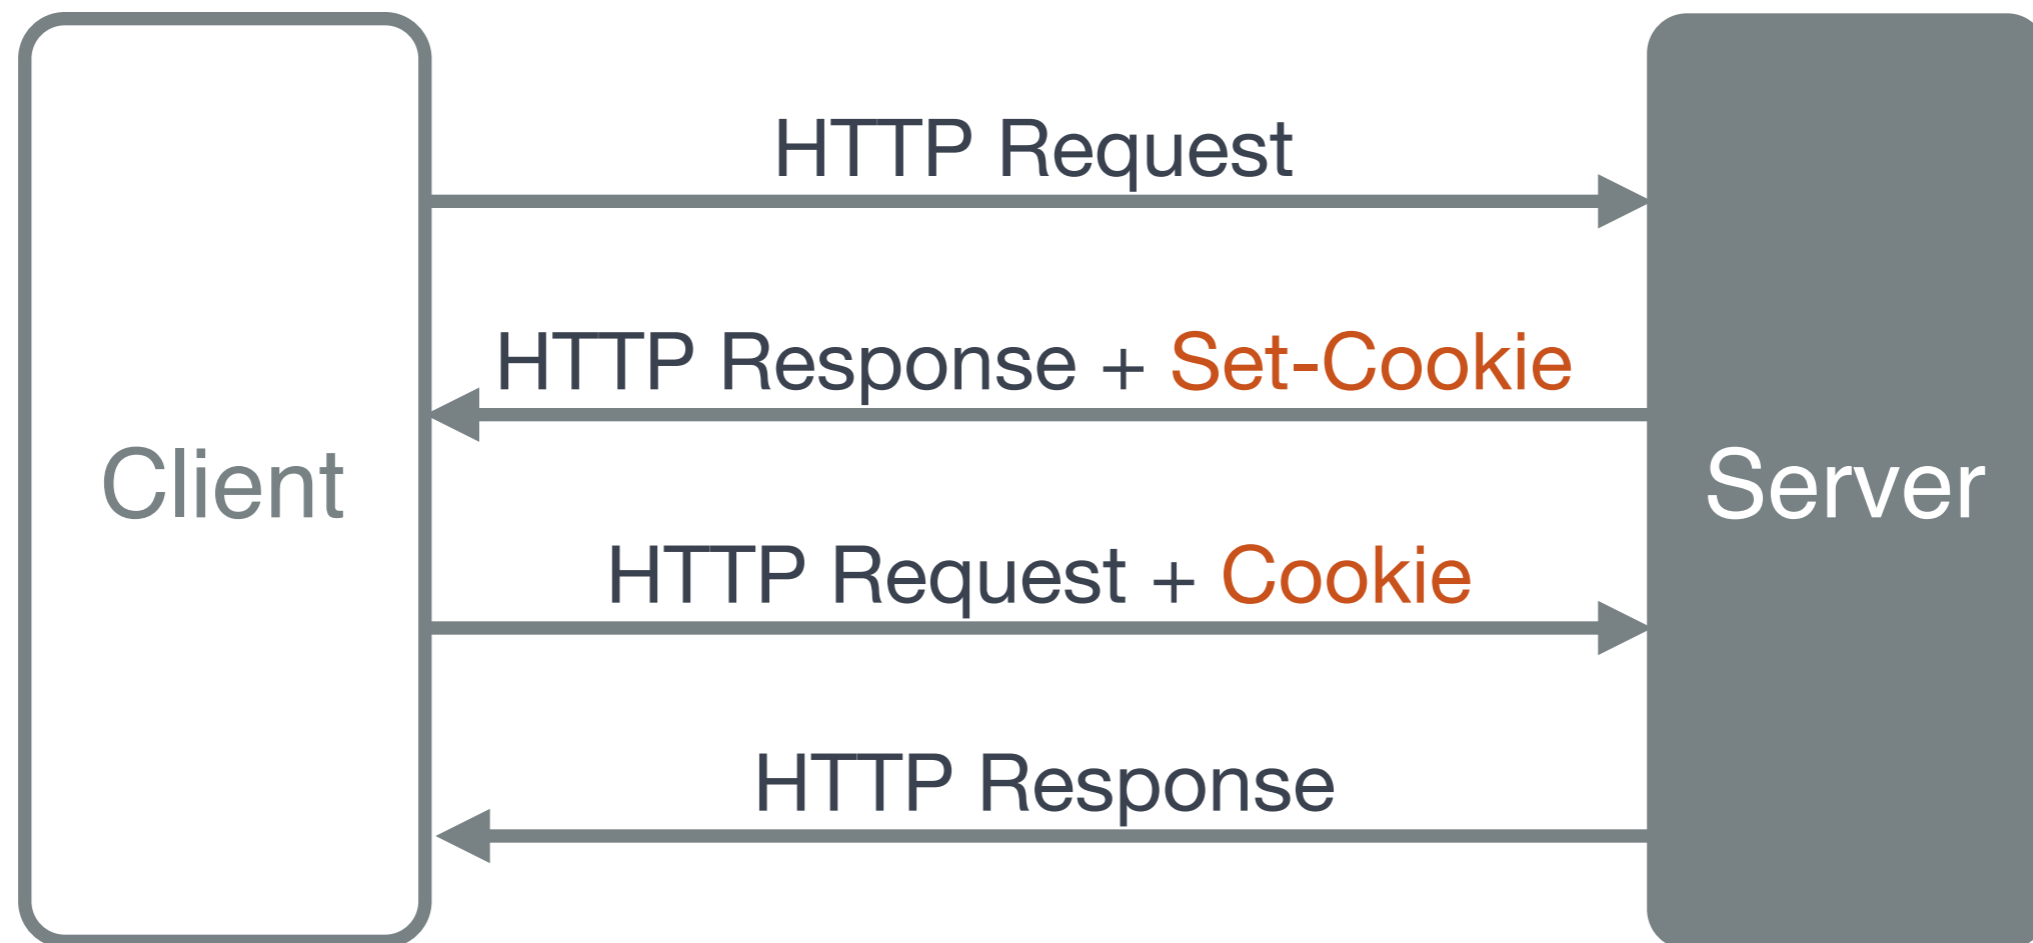 HTTP Request
HTTP Response + Set-Cookie
Client
Server
HTTP Request + Cookie
HTTP Response